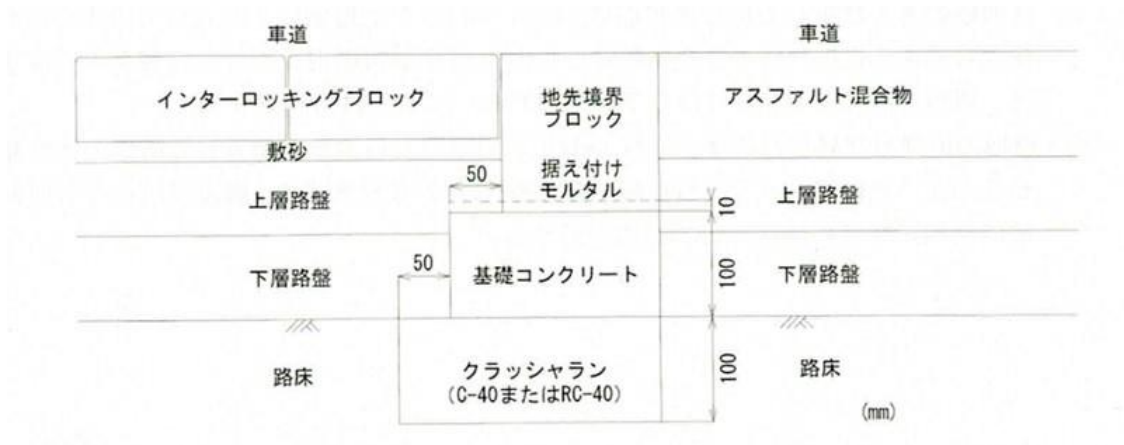 車道
車道
インターロッキングブロック
地先境界
ブロック
アスファルト混合物
敷砂
据え付け
モルタル
50
上層路盤
10
上層路盤
50
下層路盤
基礎コンクリート
100
下層路盤
路床
クラッシャラン
(C-40またはRC-40)
100
路床
(mm)